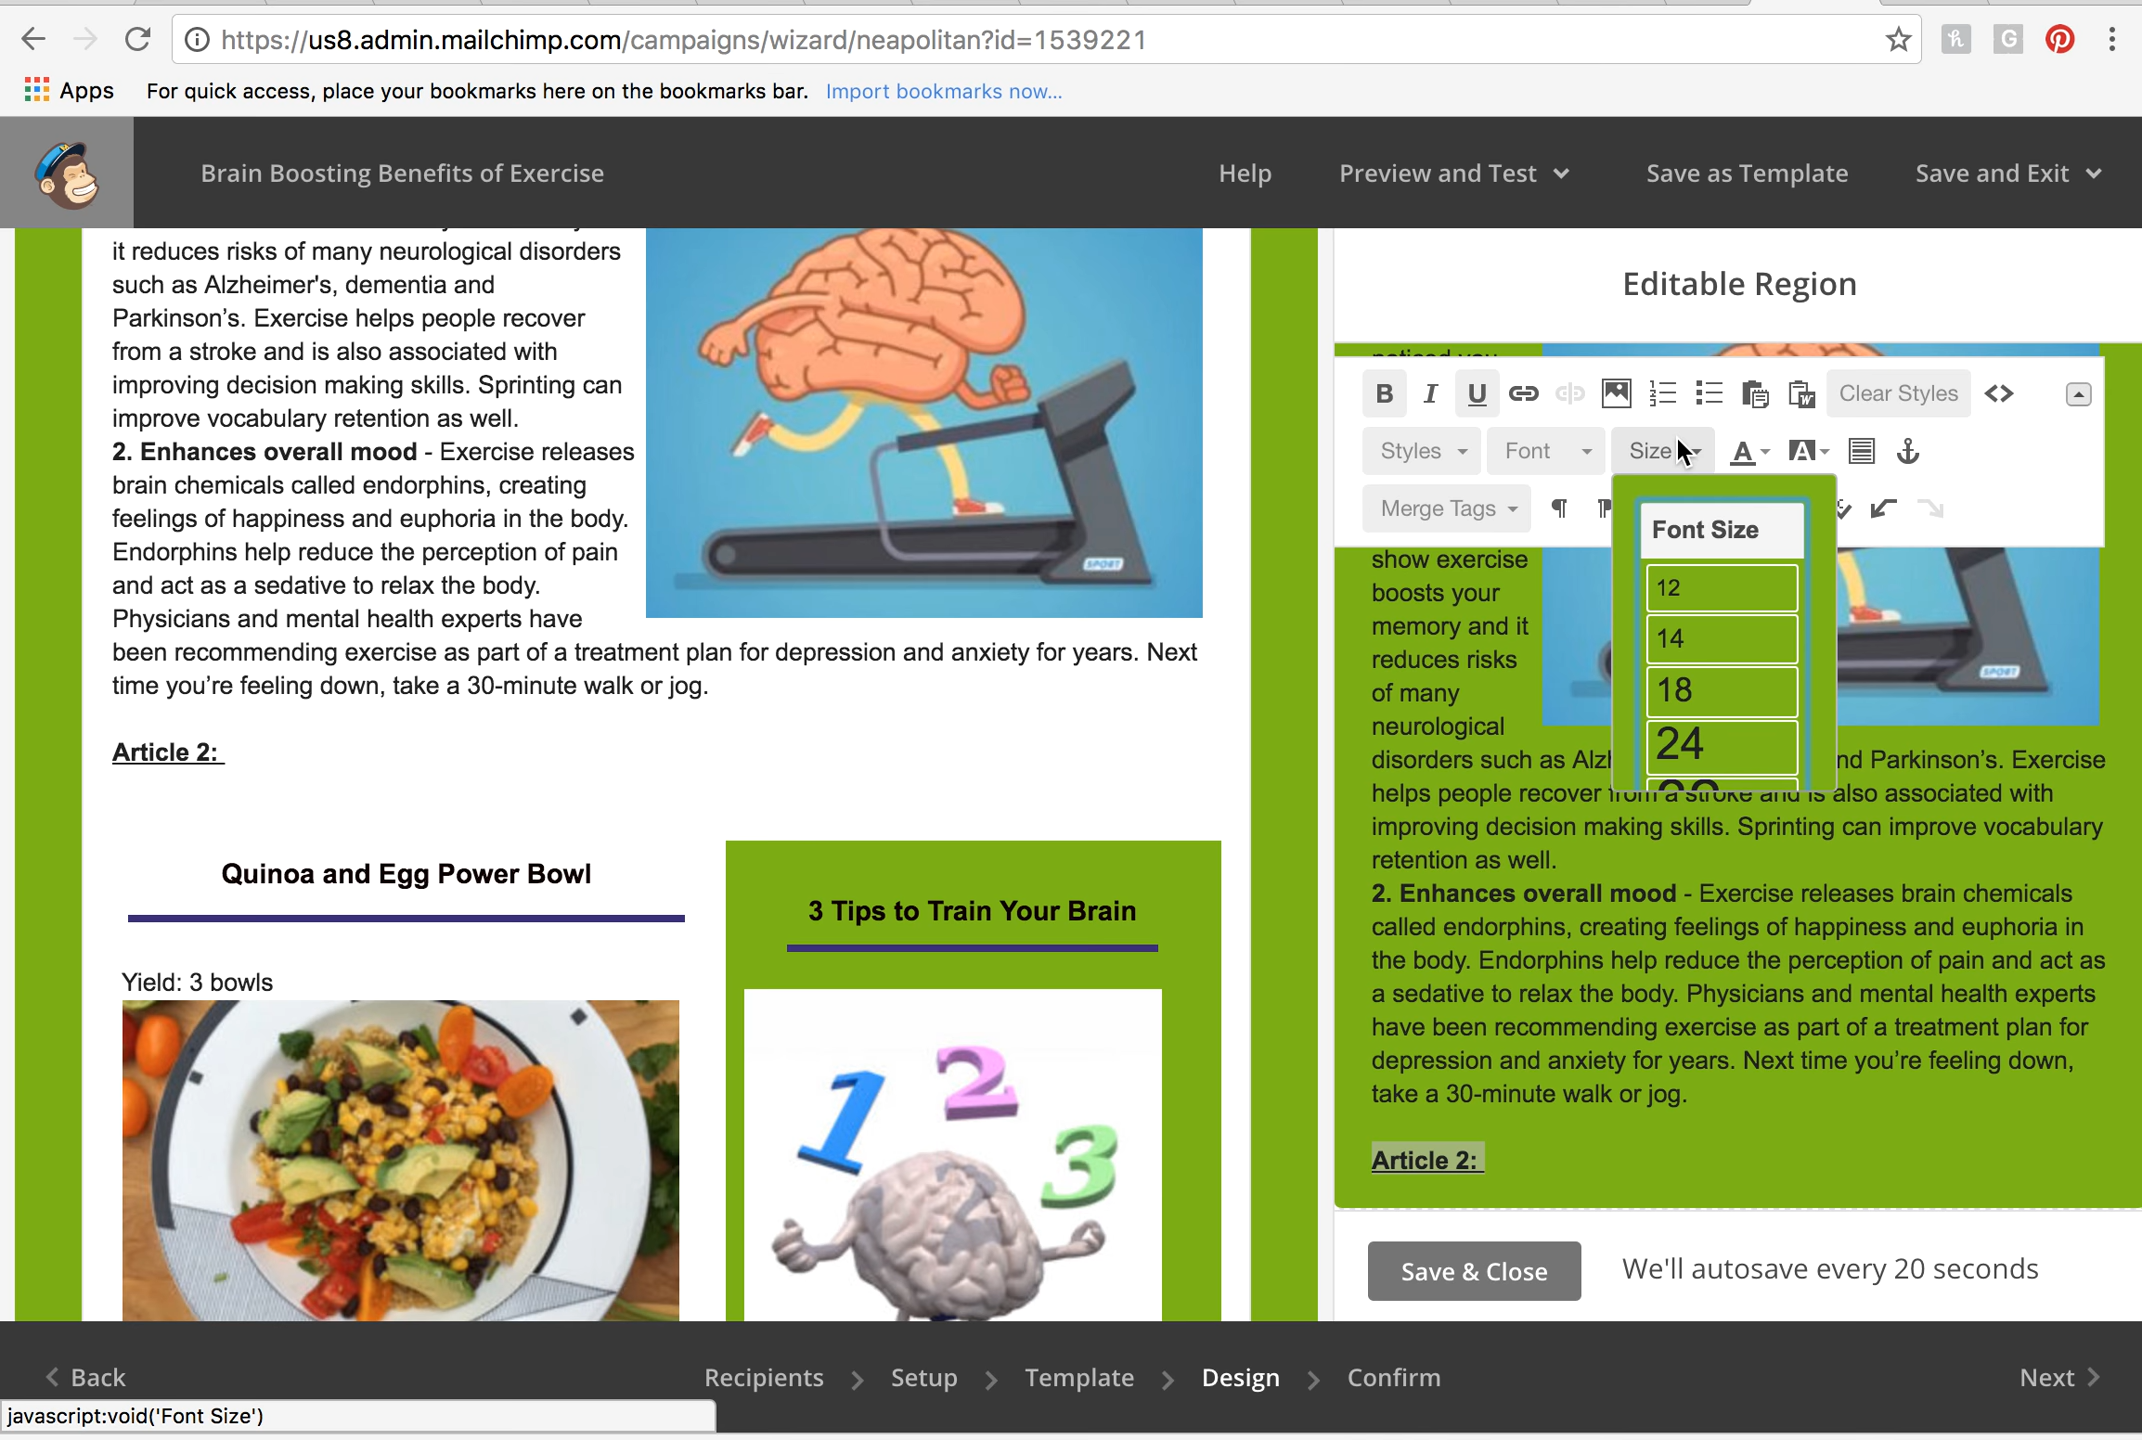 https://us8.admin.mailchimp.com/campaigns/wizard/neapolitan?id=1539221
Apps For quick access, place your bookmarks here on the bookmarks bar. Import bookmarks now...
Brain Boosting Benefits of Exercise Help Preview and Test Save as Template Save and Exit
it reduces risks of many neurological disorders
such as Alzheimer's, dementia and
Parkinson’s. Exercise helps people recover
from a stroke and is also associated with
improving decision making skills. Sprinting can
improve vocabulary retention as well.
2. Enhances overall mood - Exercise releases
brain chemicals called endorphins, creating
feelings of happiness and euphoria in the body.
Endorphins help reduce the perception of pain
and act as a sedative to relax the body.
Physicians and mental health experts have
been recommending exercise as part of a treatment plan for depression and anxiety for years. Next
time you’re feeling down, take a 30-minute walk or jog.
SPORT
Article 2:
Quinoa and Egg Power Bowl
Yield: 3 bowls
3 Tips to Train Your Brain
1 2 3
Editable Region
B I U Clear Styles
Styles Font Size A A
Merge Tags
Font Size
12
14
18
24
show exercise
boosts your
memory and it
reduces risks
of many
neurological
SPORT
disorders such as nd Parkinson’s. Exercise
helps people recover from a stroke and is also associated with
improving decision making skills. Sprinting can improve vocabulary
retention as well.
2. Enhances overall mood - Exercise releases brain chemicals
called endorphins, creating feelings of happiness and euphoria in
the body. Endorphins help reduce the perception of pain and act as
a sedative to relax the body. Physicians and mental health experts
have been recommending exercise as part of a treatment plan for
depression and anxiety for years. Next time you’re feeling down,
take a 30-minute walk or jog.
Article 2:
Save & Close We'll autosave every 20 seconds
Back Recipients Setup Template Design Confirm Next
javascript:void('Font Size')